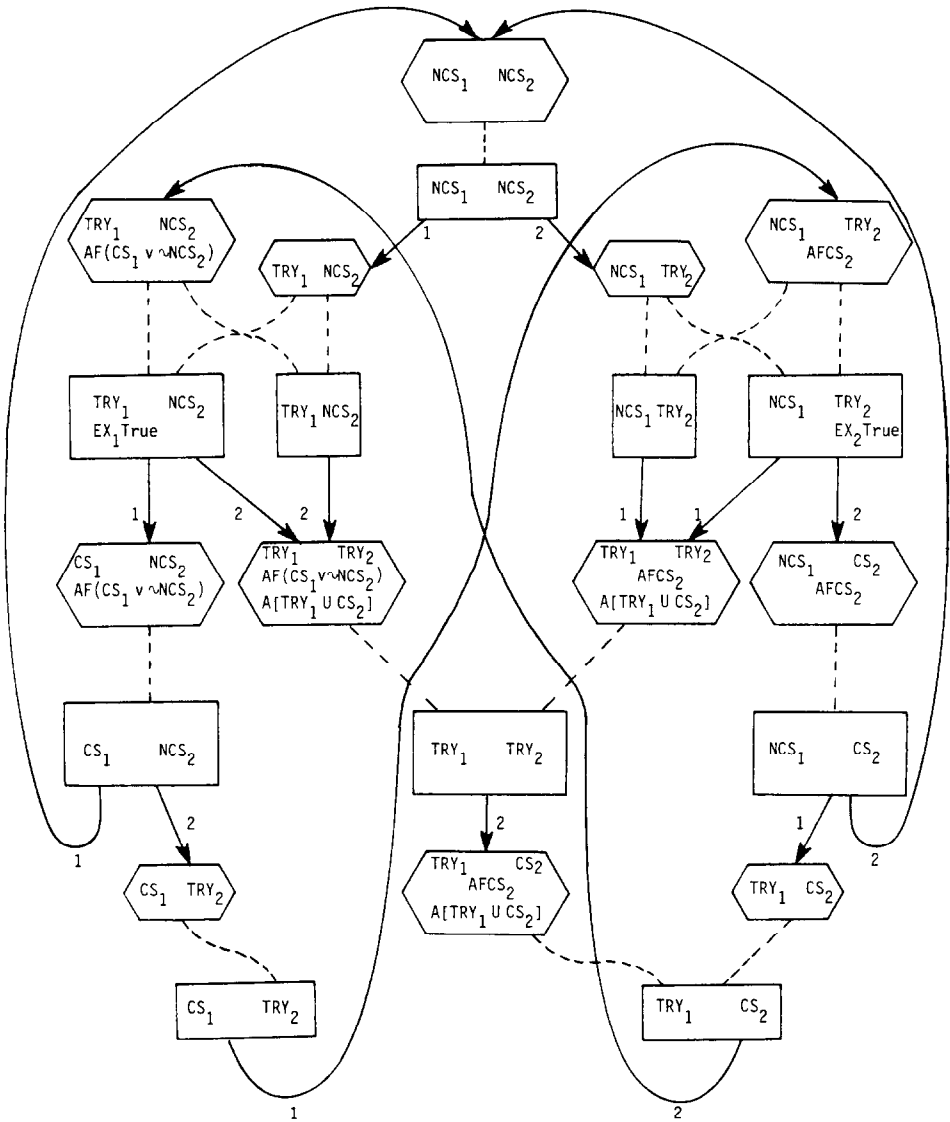 NCS₁ NCS₂
NCS₁ NCS₂
1 2
TRY₁ NCS₂
AF(CS₁ ∨ ∼NCS₂)
TRY₁ NCS₂
NCS₁ TRY₂
NCS₁ TRY₂
AFCS₂
TRY₁ NCS₂
EX₁True
TRY₁ NCS₂
NCS₁ TRY₂
NCS₁ TRY₂
EX₂True
1 2 2 1 1 2
CS₁ NCS₂
AF(CS₁ ∨ ∼NCS₂)
TRY₁ TRY₂
AF(CS₁ ∨ ∼NCS₂)
A[TRY₁ U CS₂]
TRY₁ TRY₂
AFCS₂
A[TRY₁ U CS₂]
NCS₁ CS₂
AFCS₂
CS₁ NCS₂
TRY₁ TRY₂
NCS₁ CS₂
1 2 2 1 2
CS₁ TRY₂
TRY₁ CS₂
AFCS₂
A[TRY₁ U CS₂]
TRY₁ CS₂
CS₁ TRY₂
TRY₁ CS₂
1 2